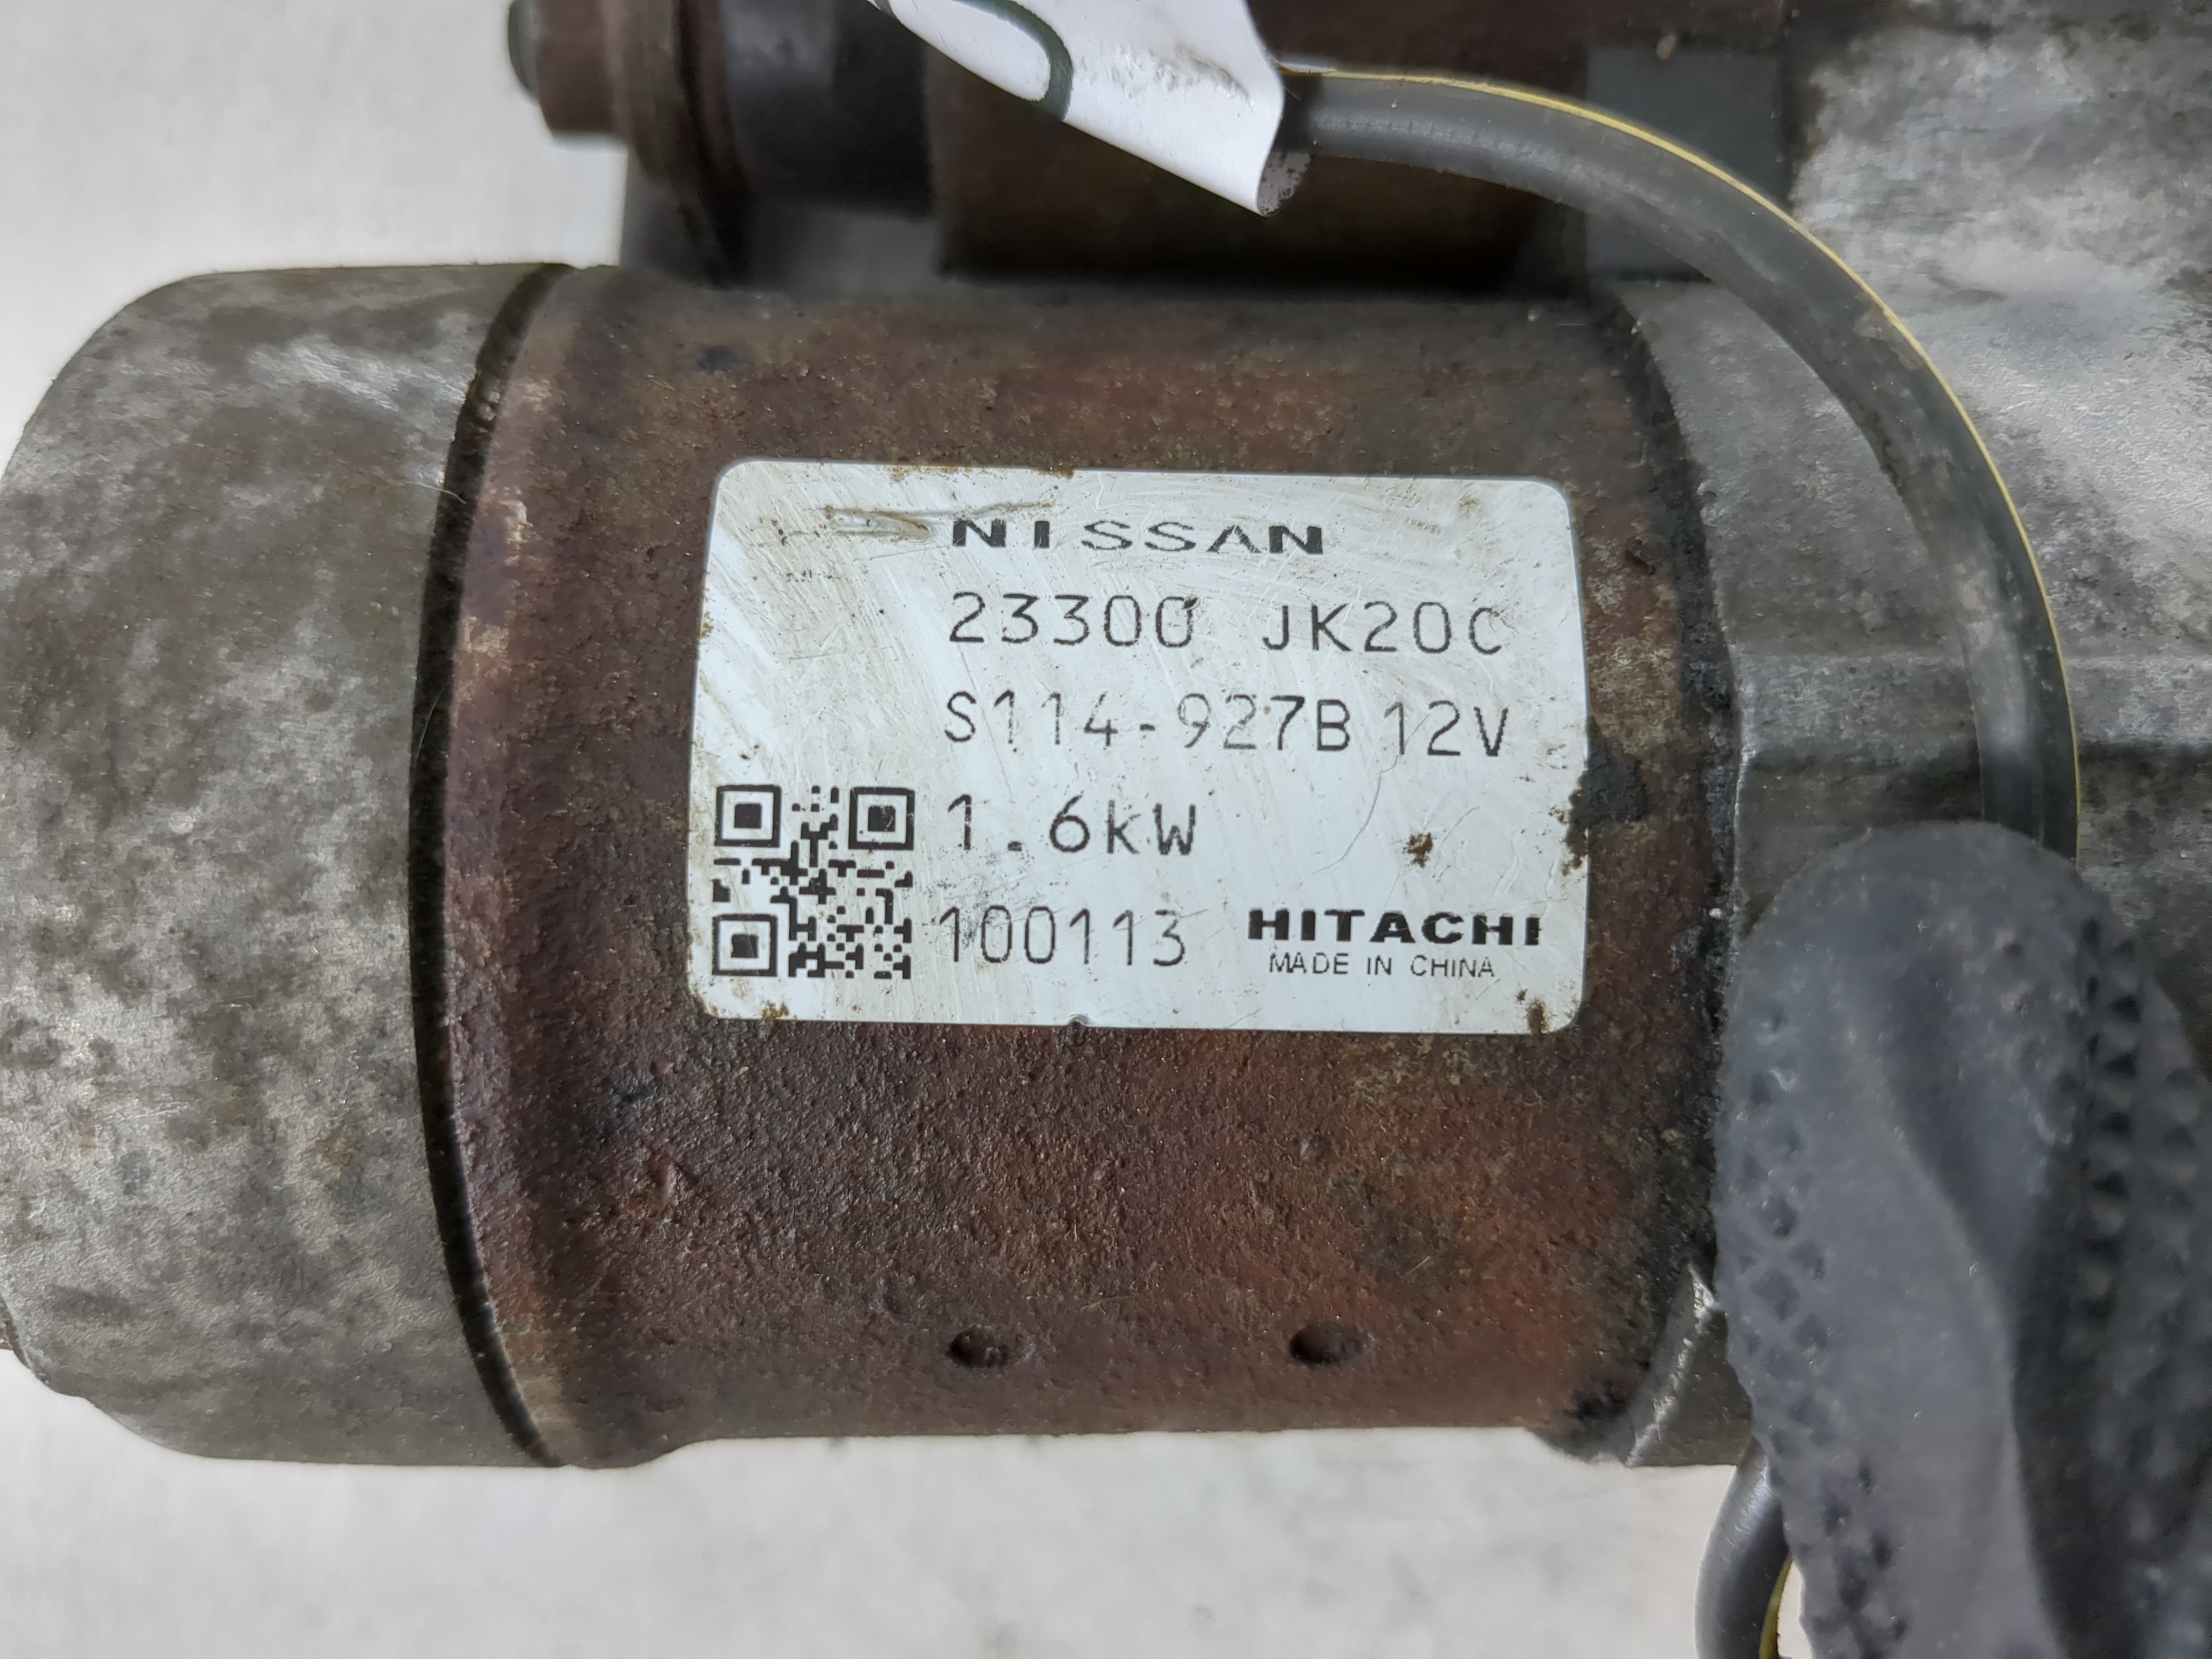 NISSAN
23300 JK20C
S114-927B 12V
1.6kW
100113 HITACHI
MADE IN CHINA